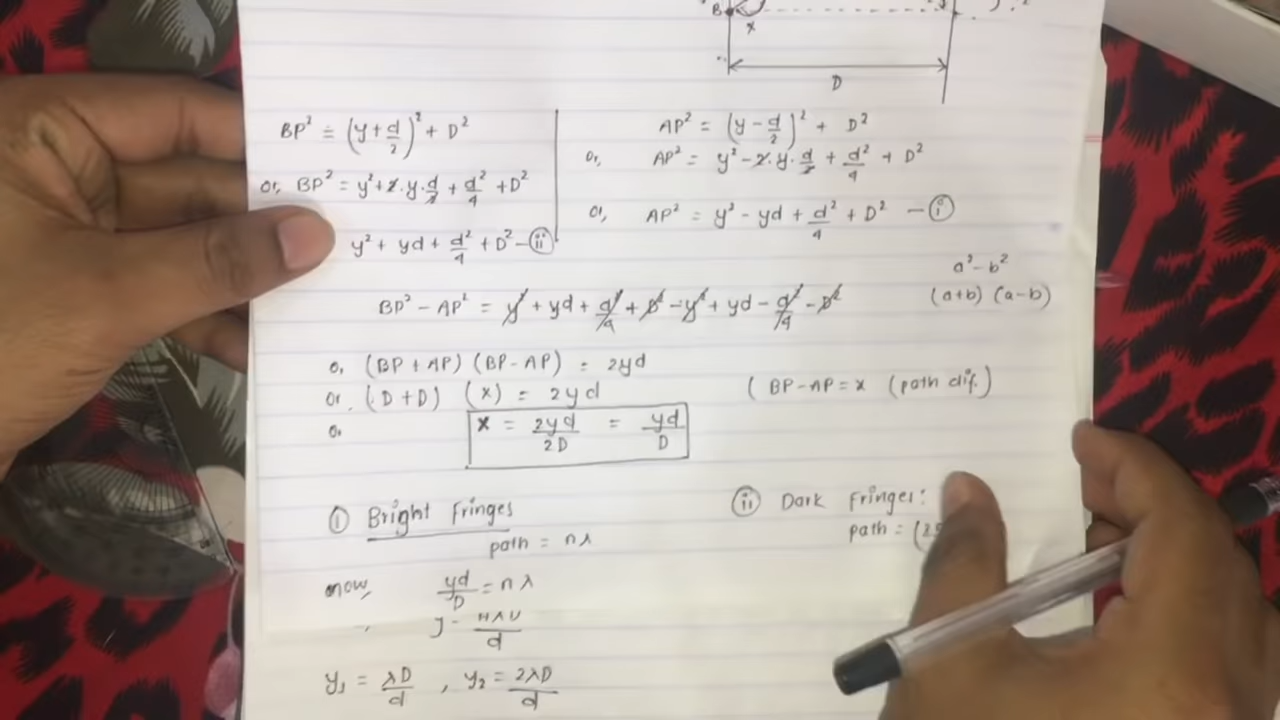 B
x
D
BP² = (y + d/2)² + D²
or, BP² = y² + 2.y.d/2 + d²/4 + D²
y² + yd + d²/4 + D² – (ii)
AP² = (y – d/2)² + D²
or, AP² = y² – 2.y.d/2 + d²/4 + D²
or, AP² = y² – yd + d²/4 + D² – (i)
a² – b²
(a+b) (a–b)
BP² – AP² = y² + yd + d²/4 + D² – y² + yd – d²/4 – D²
o, (BP + AP) (BP – AP) = 2yd
or, (D + D) (x) = 2yd
( BP – AP = x (path dif.)
o, x = 2yd/2D = yd/D
(i) Bright Fringes
path = nλ
now, yd/D = nλ
y₁ = λD/d , y₂ = 2λD/d
(ii) Dark Fringes:
path = (2